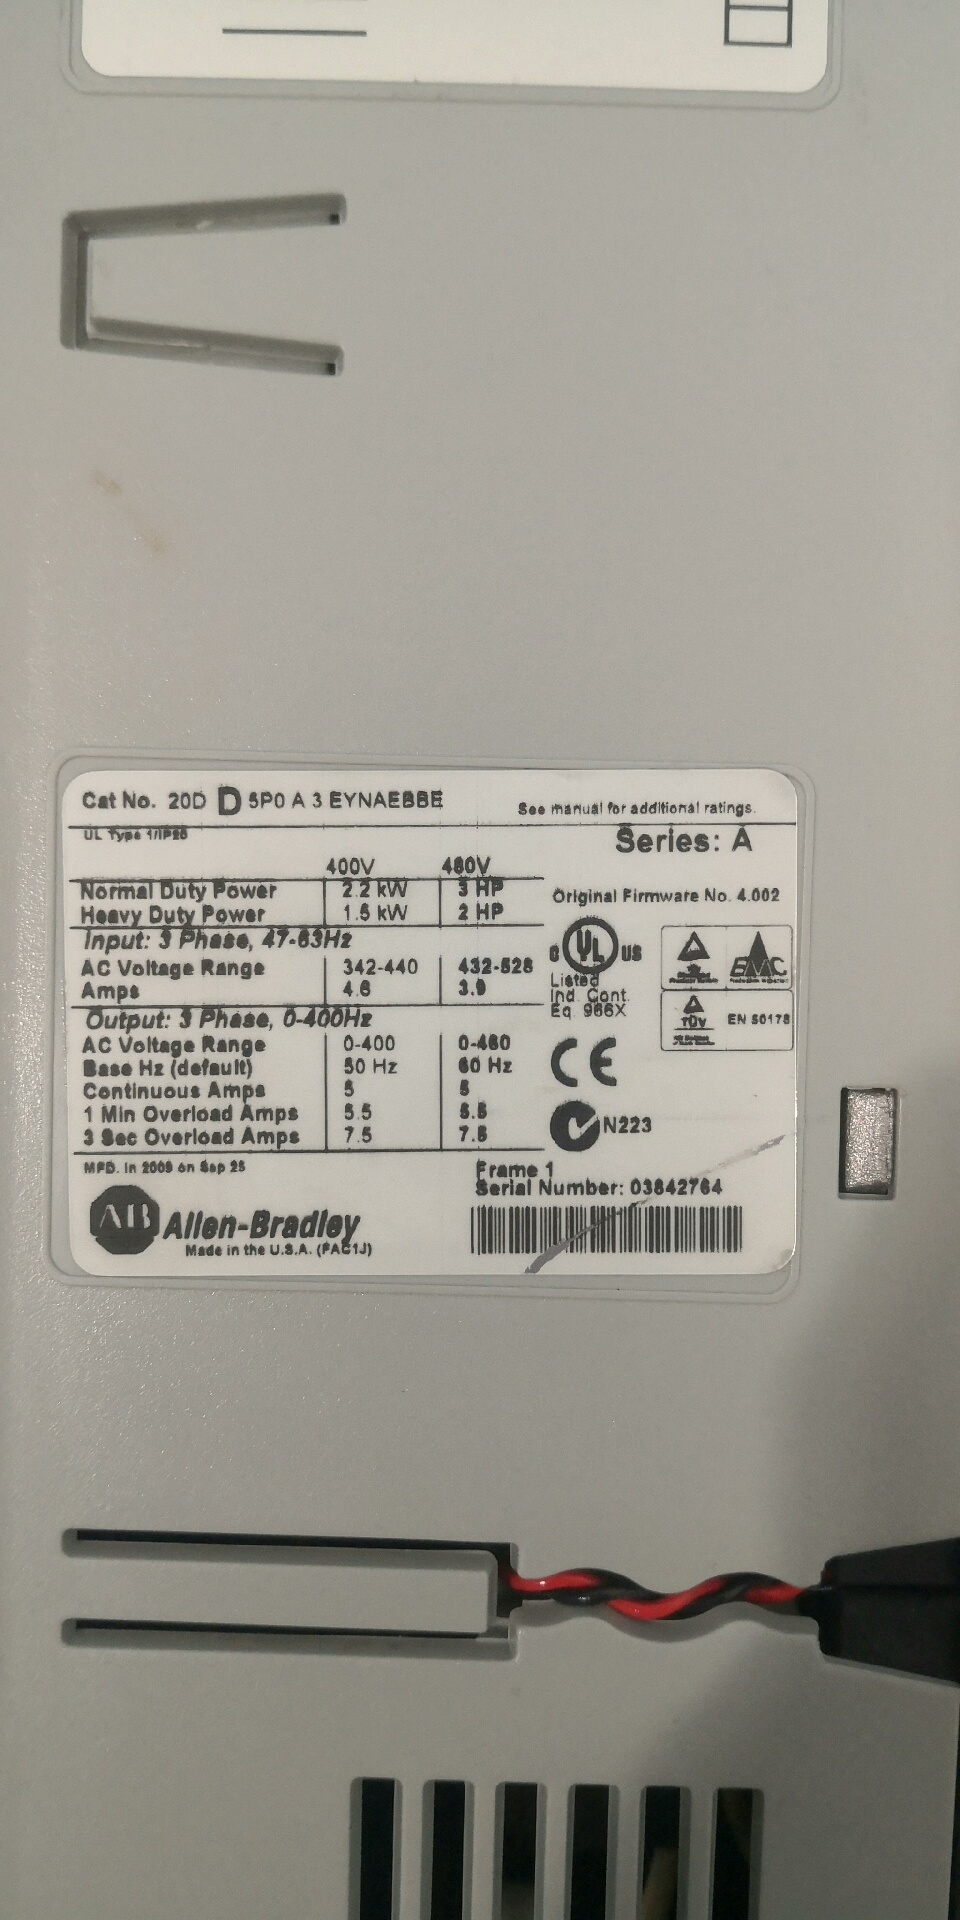 Cat No. 20D D 5P0 A 3 EYNAEBBE
See manual for additional ratings.
UL Type 1/IP20
Series: A
400V 480V
Normal Duty Power 2.2 kW 3 HP
Heavy Duty Power 1.5 kW 2 HP
Original Firmware No. 4.002
Input: 3 Phase, 47-63Hz
AC Voltage Range 342-440 432-528
Amps 4.6 3.9
C UL US
Listed
Ind. Cont.
Eq. 966X
EMC
TÜV
EN 50178
Output: 3 Phase, 0-400Hz
AC Voltage Range 0-400 0-460
Base Hz (default) 50 Hz 60 Hz
Continuous Amps 5 5
1 Min Overload Amps 5.5 5.5
3 Sec Overload Amps 7.5 7.5
CE
N223
MFD. in 2009 on Sep 25
Frame 1
Serial Number: 03842764
AB Allen-Bradley
Made in the U.S.A. (FAC1J)